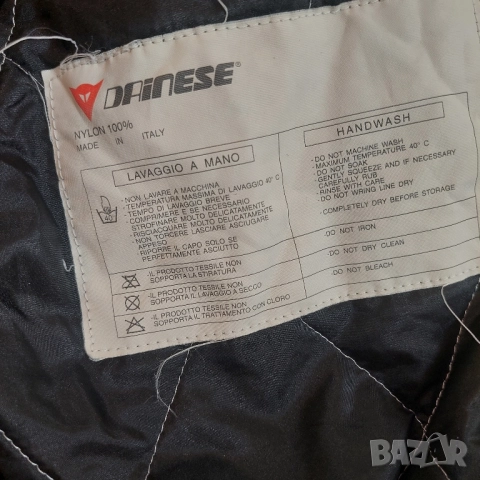 DAINESE®
NYLON 100%
MADE IN ITALY
LAVAGGIO A MANO
-NON LAVARE A MACCHINA
-TEMPERATURA MASSIMA DI LAVAGGIO 40° C
-TEMPO DI LAVAGGIO BREVE
-COMPRIMERE E SE NECESSARIO
STROFINARE MOLTO DELICATAMENTE
-RISCIACQUARE MOLTO DELICATAMENTE
-NON TORCERE LASCIARE ASCIUGARE
APPESO
-RIPORRE IL CAPO SOLO SE
PERFETTAMENTE ASCIUTTO
-IL PRODOTTO TESSILE NON
SOPPORTA LA STIRATURA
-IL PRODOTTO TESSILE NON
SOPPORTA IL LAVAGGIO A SECCO
-IL PRODOTTO TESSILE NON
SOPPORTA IL TRATTAMENTO CON CLORO
HANDWASH
-DO NOT MACHINE WASH
-MAXIMUM TEMPERATURE 40° C
-DO NOT SOAK
-GENTLY SQUEEZE AND IF NECESSARY
CAREFULLY RUB
-RINSE WITH CARE
-DO NOT WRING LINE DRY
-COMPLETELY DRY BEFORE STORAGE
-DO NOT IRON
-DO NOT DRY CLEAN
-DO NOT BLEACH
BAZAR